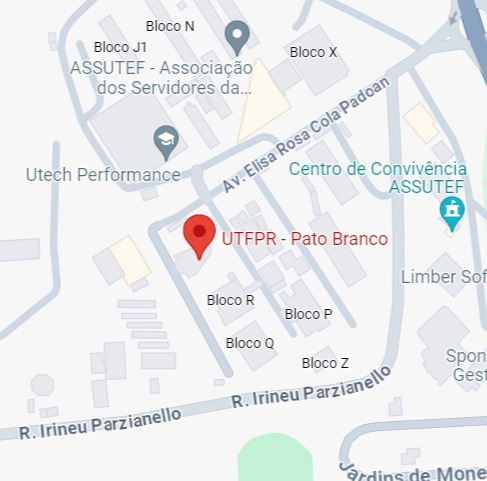 Bloco N
Bloco J1
Bloco X
ASSUTEF - Associação
dos Servidores da...
Av. Elisa Rosa Cola Padoan
Utech Performance
Centro de Convivência
ASSUTEF
UTFPR - Pato Branco
Limber Sof
Bloco R
Bloco P
Bloco Q
Bloco Z
Spon
Gest
R. Irineu Parzianello
R. Irineu Parzianello
Jardins de Mone